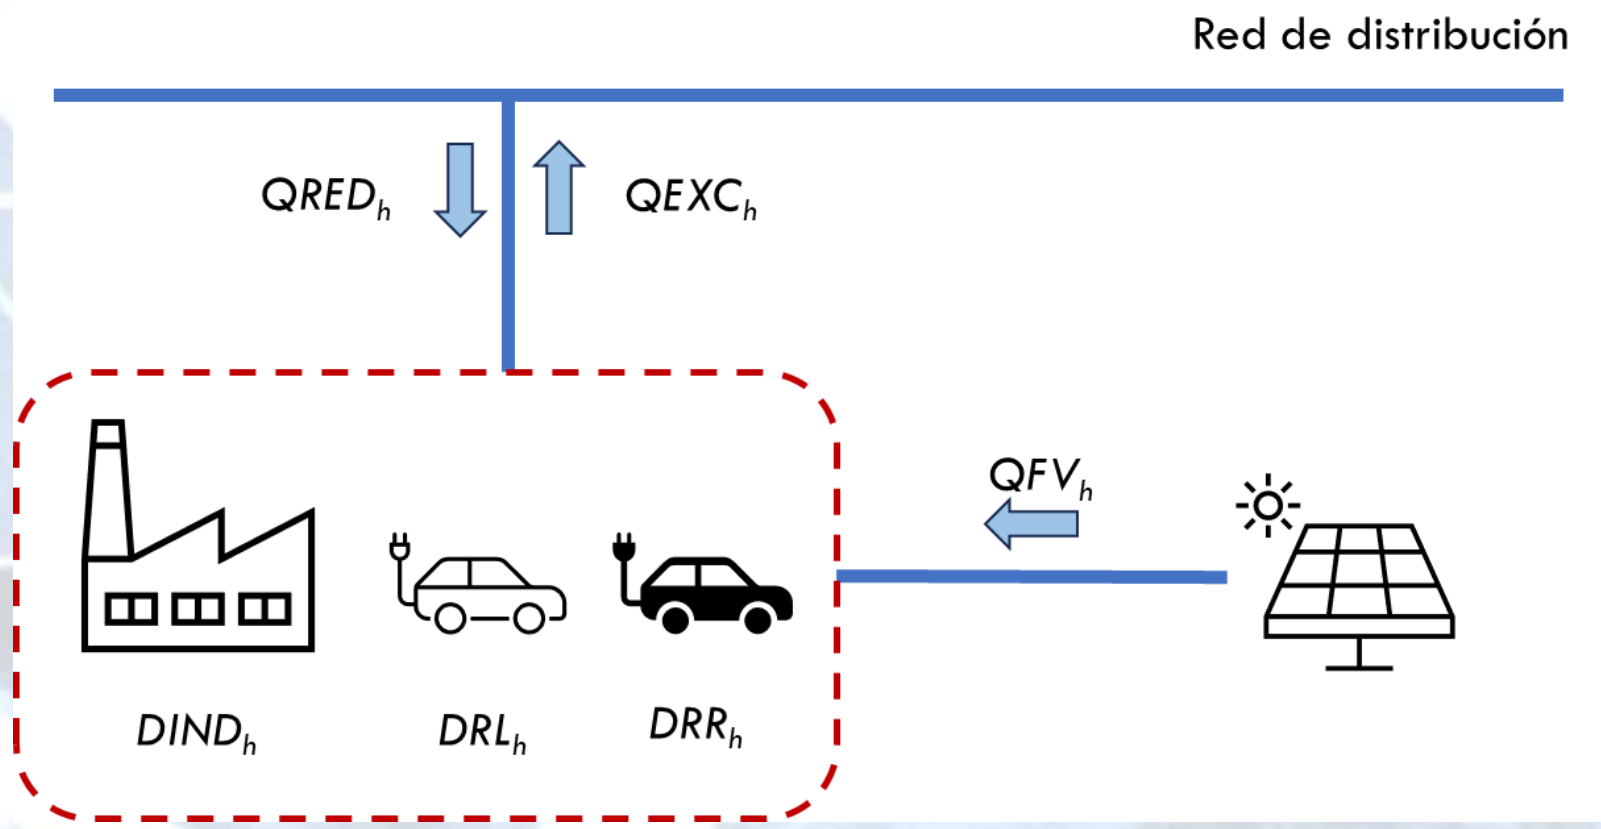 Red de distribución
QRED_h
QEXC_h
QFV_h
DIND_h
DRL_h
DRR_h